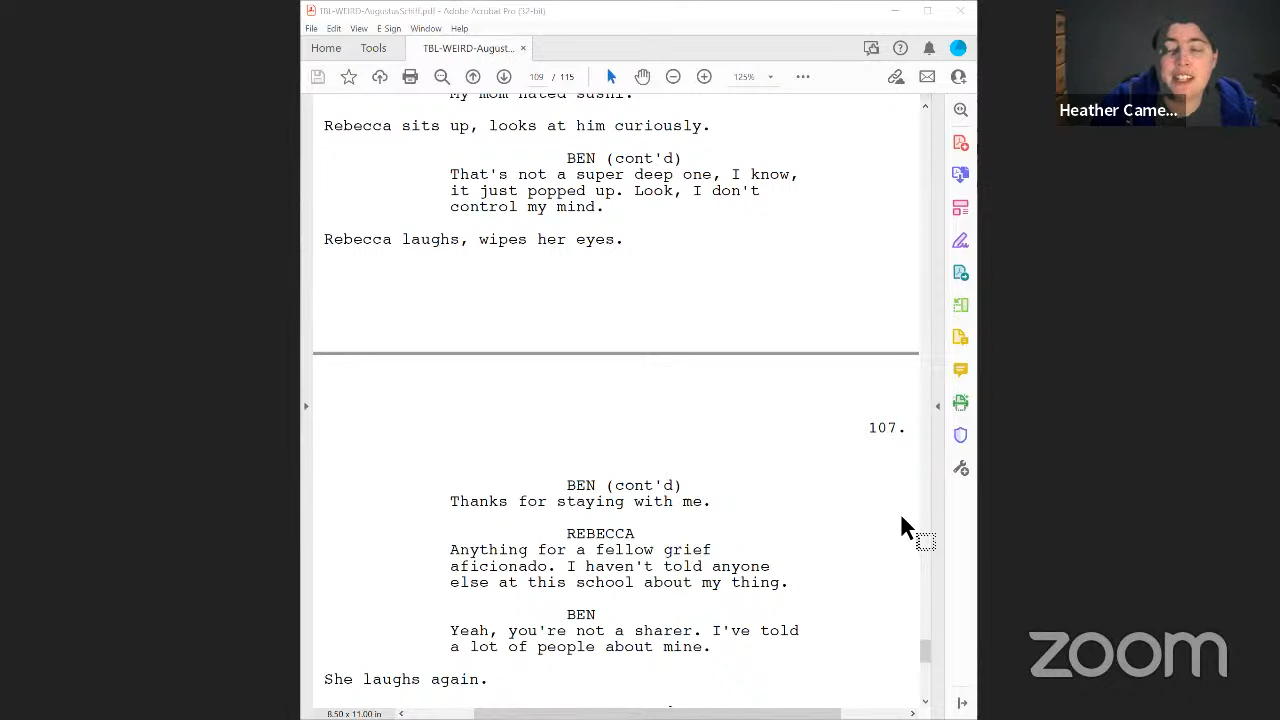 TBL-WEIRD-AugustusSchiff.pdf - Adobe Acrobat Pro (32-bit)
File Edit View E Sign Window Help
Home Tools TBL-WEIRD-August... ×
109 / 115 125%
My mom hated sushi.
Rebecca sits up, looks at him curiously.
BEN (cont'd)
That's not a super deep one, I know,
it just popped up. Look, I don't
control my mind.
Rebecca laughs, wipes her eyes.
107.
BEN (cont'd)
Thanks for staying with me.
REBECCA
Anything for a fellow grief
aficionado. I haven't told anyone
else at this school about my thing.
BEN
Yeah, you're not a sharer. I've told
a lot of people about mine.
She laughs again.
8.50 x 11.00 in
Heather Came...
zoom